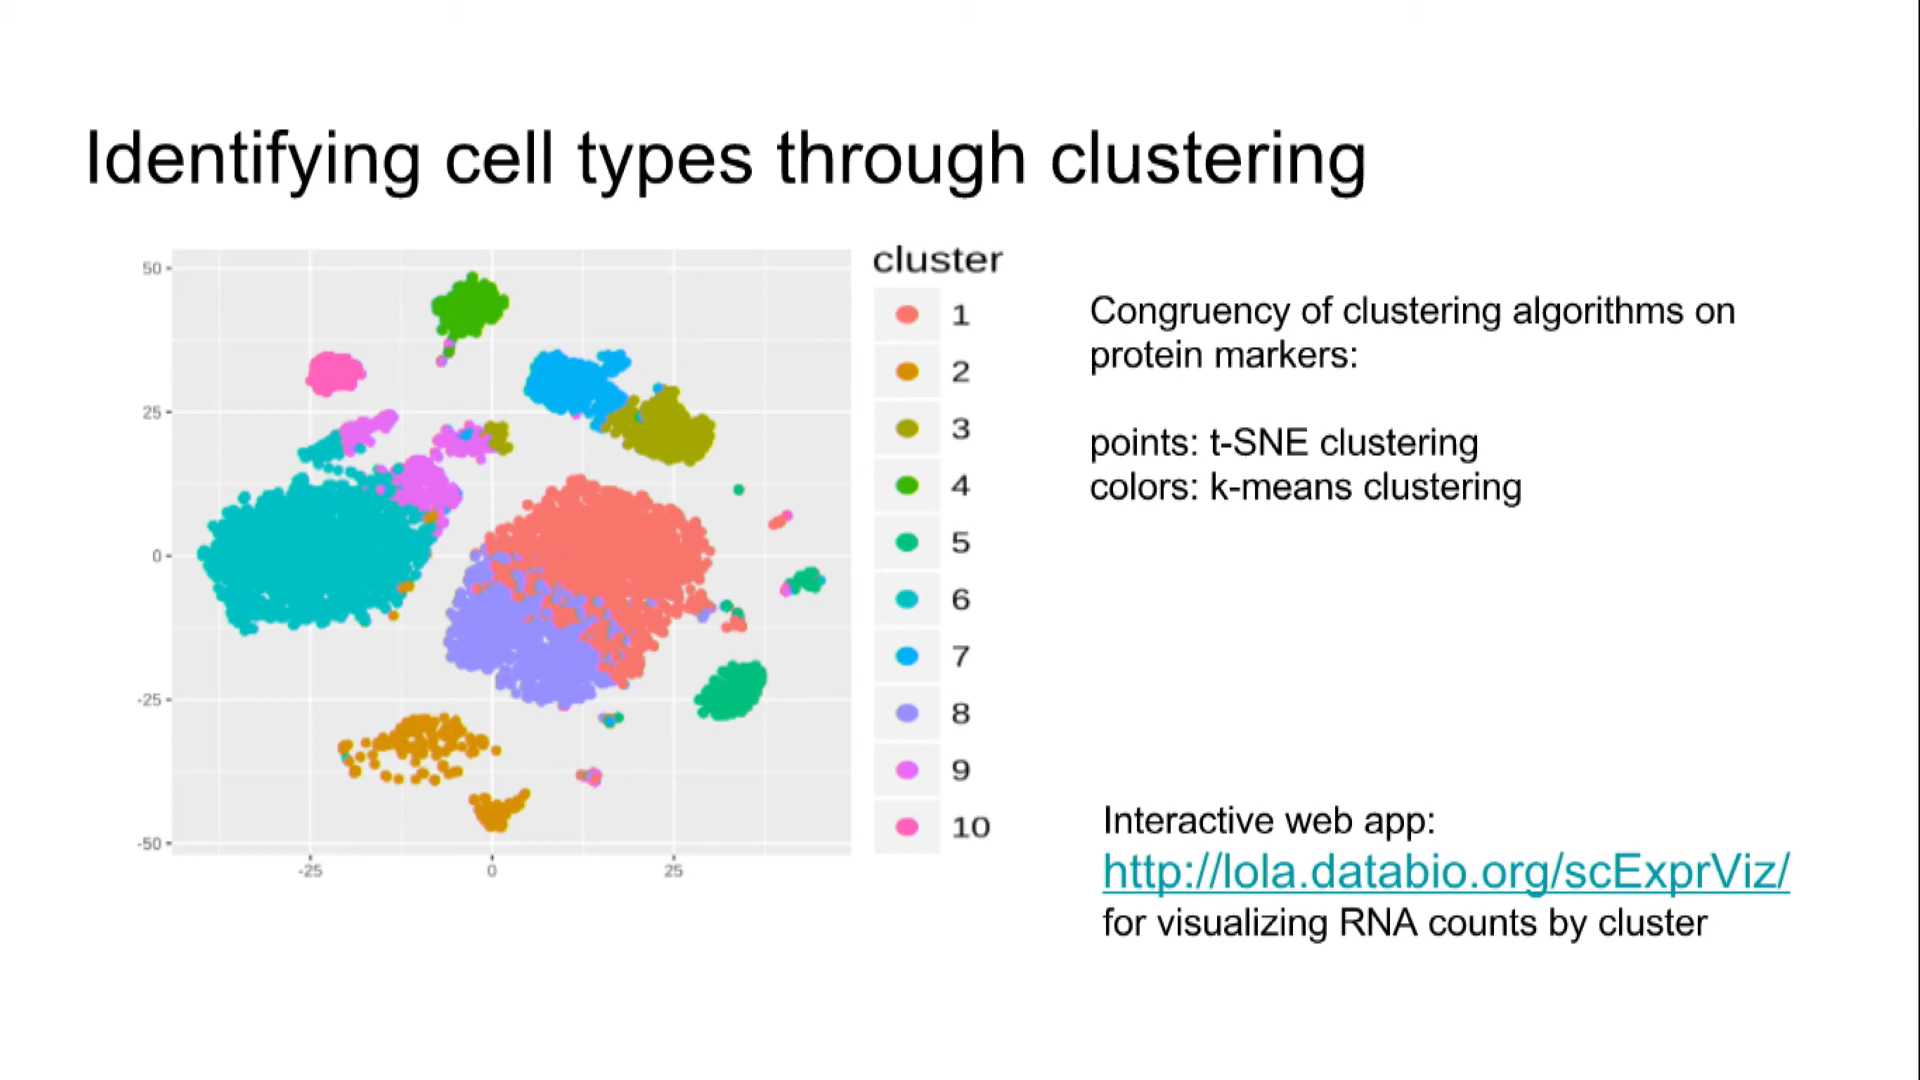 Identifying cell types through clustering
50
25
0
-25
-50
-25
0
25
cluster
1
2
3
4
5
6
7
8
9
10
Congruency of clustering algorithms on
protein markers:
points: t-SNE clustering
colors: k-means clustering
Interactive web app:
http://lola.databio.org/scExprViz/
for visualizing RNA counts by cluster